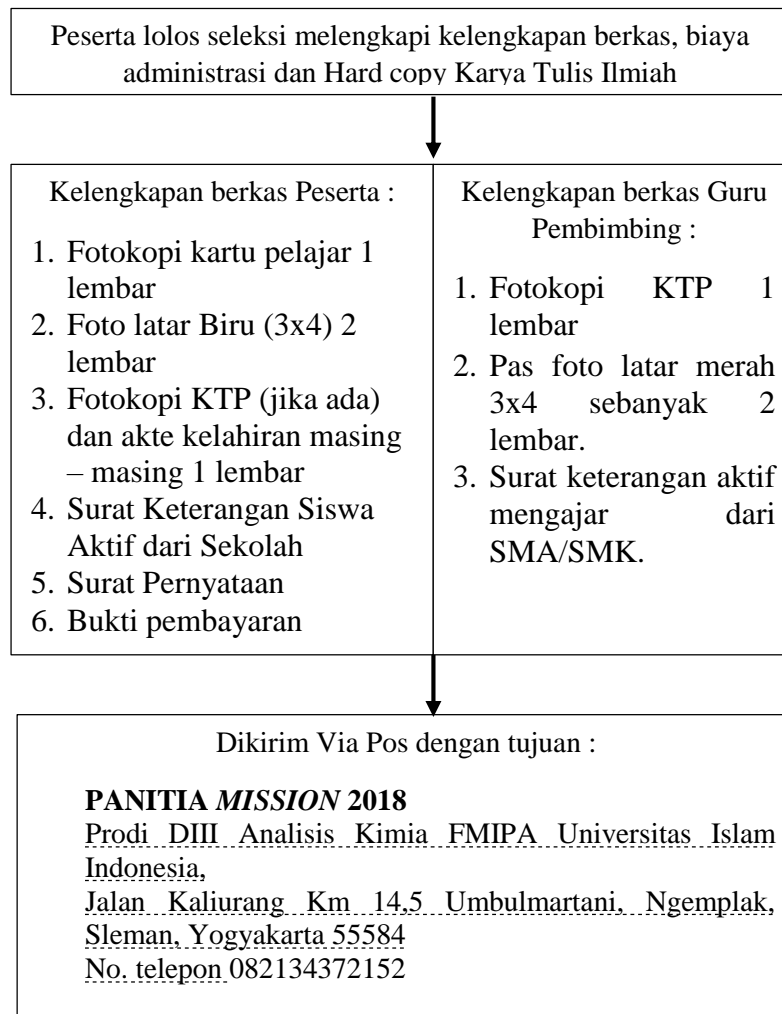 Peserta lolos seleksi melengkapi kelengkapan berkas, biaya
administrasi dan Hard copy Karya Tulis Ilmiah
Kelengkapan berkas Peserta :
1. Fotokopi kartu pelajar 1
lembar
2. Foto latar Biru (3x4) 2
lembar
3. Fotokopi KTP (jika ada)
dan akte kelahiran masing
– masing 1 lembar
4. Surat Keterangan Siswa
Aktif dari Sekolah
5. Surat Pernyataan
6. Bukti pembayaran
Kelengkapan berkas Guru
Pembimbing :
1. Fotokopi KTP 1
lembar
2. Pas foto latar merah
3x4 sebanyak 2
lembar.
3. Surat keterangan aktif
mengajar dari
SMA/SMK.
Dikirim Via Pos dengan tujuan :
PANITIA MISSION 2018
Prodi DIII Analisis Kimia FMIPA Universitas Islam
Indonesia,
Jalan Kaliurang Km 14,5 Umbulmartani, Ngemplak,
Sleman, Yogyakarta 55584
No. telepon 082134372152